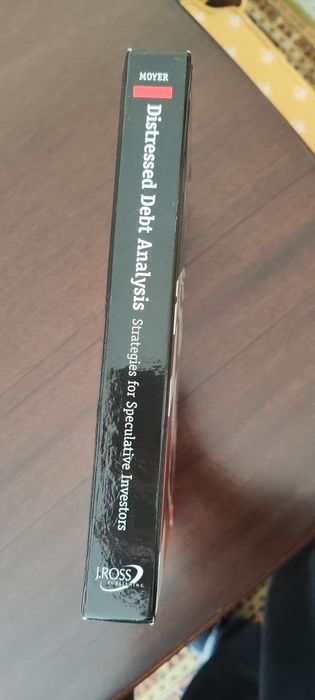 MOYER
Distressed Debt Analysis Strategies for Speculative Investors
J.ROSS
PUBLISHING